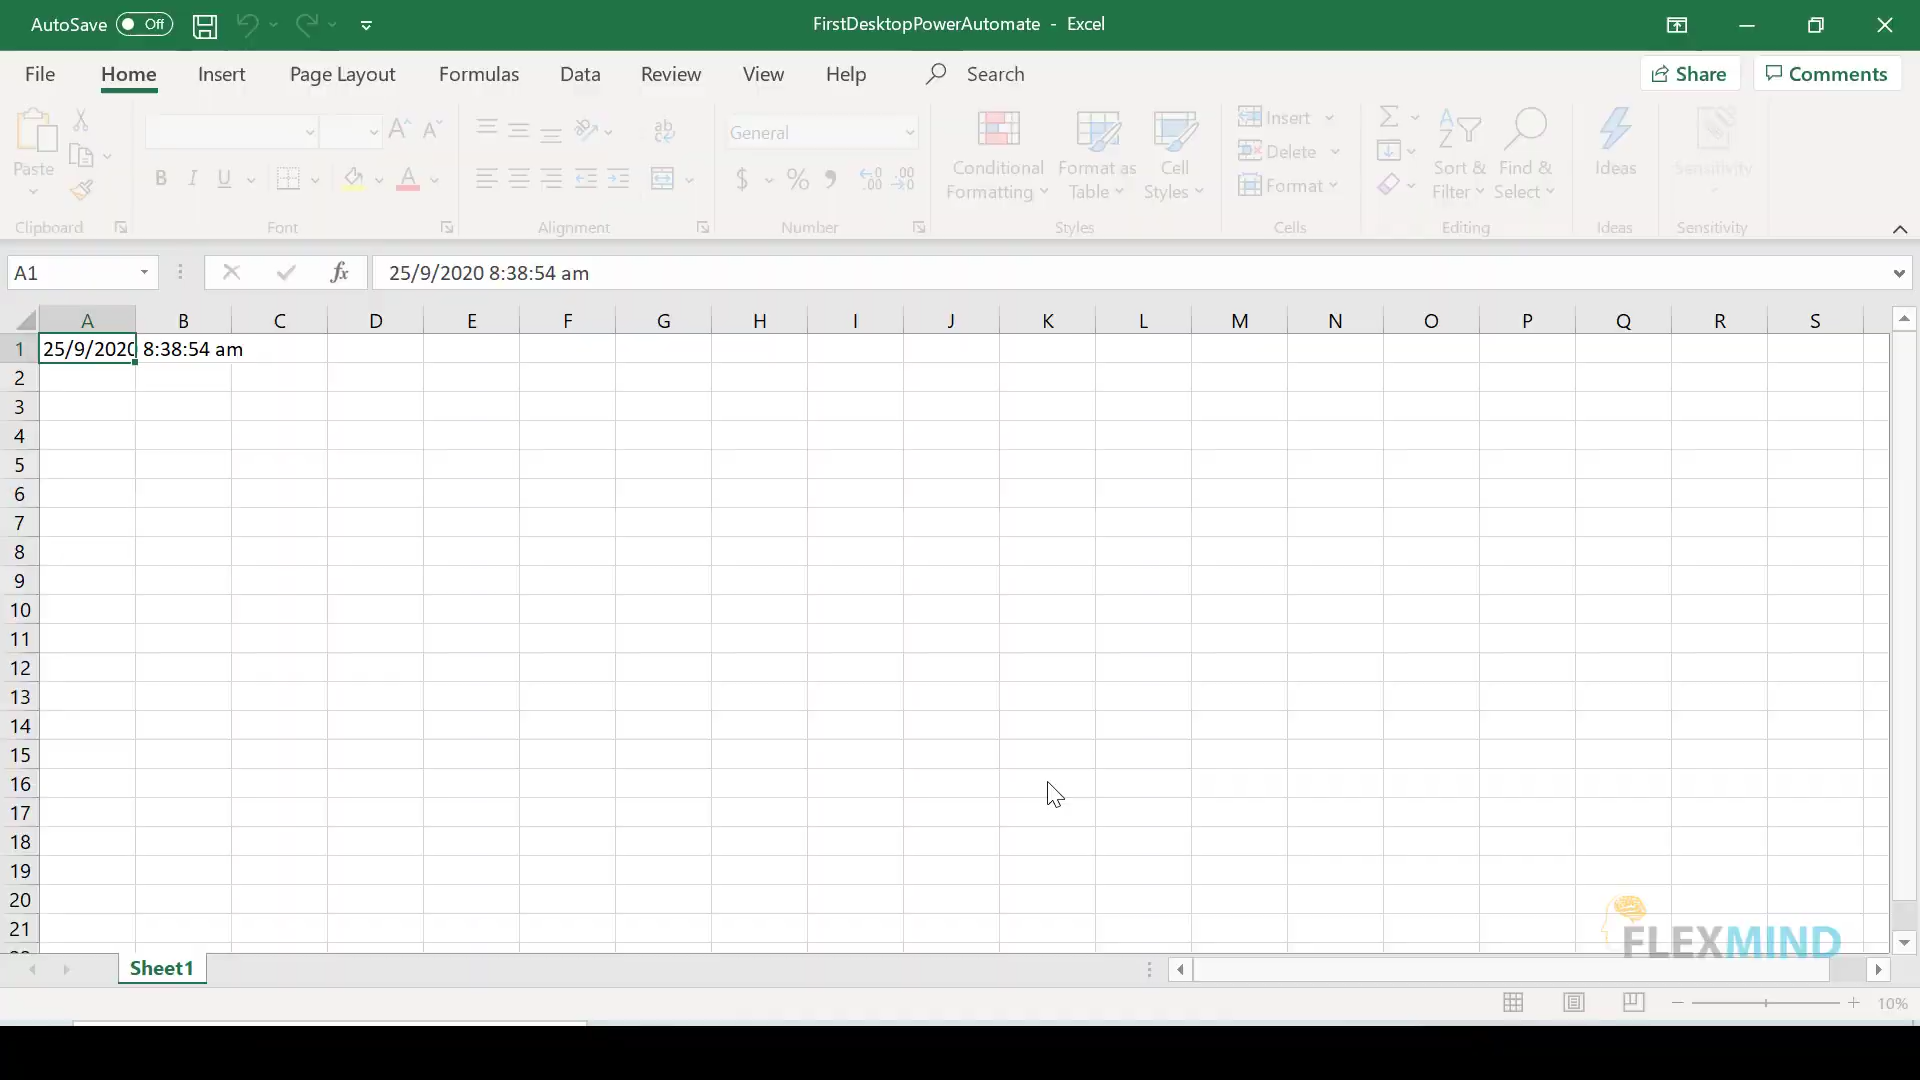 AutoSave Off
FirstDesktopPowerAutomate - Excel
File Home Insert Page Layout Formulas Data Review View Help Search Share Comments
Paste
B I U
ab
General
$ % , .00
Conditional Formatting
Format as Table
Cell Styles
Insert
Delete
Format
Sort & Filter
Find & Select
Ideas
Sensitivity
Clipboard Font Alignment Number Styles Cells Editing Ideas Sensitivity
A1 fx 25/9/2020 8:38:54 am
A B C D E F G H I J K L M N O P Q R S
1 25/9/2020 8:38:54 am
2
3
4
5
6
7
8
9
10
11
12
13
14
15
16
17
18
19
20
21
FLEXMIND
Sheet1
10%